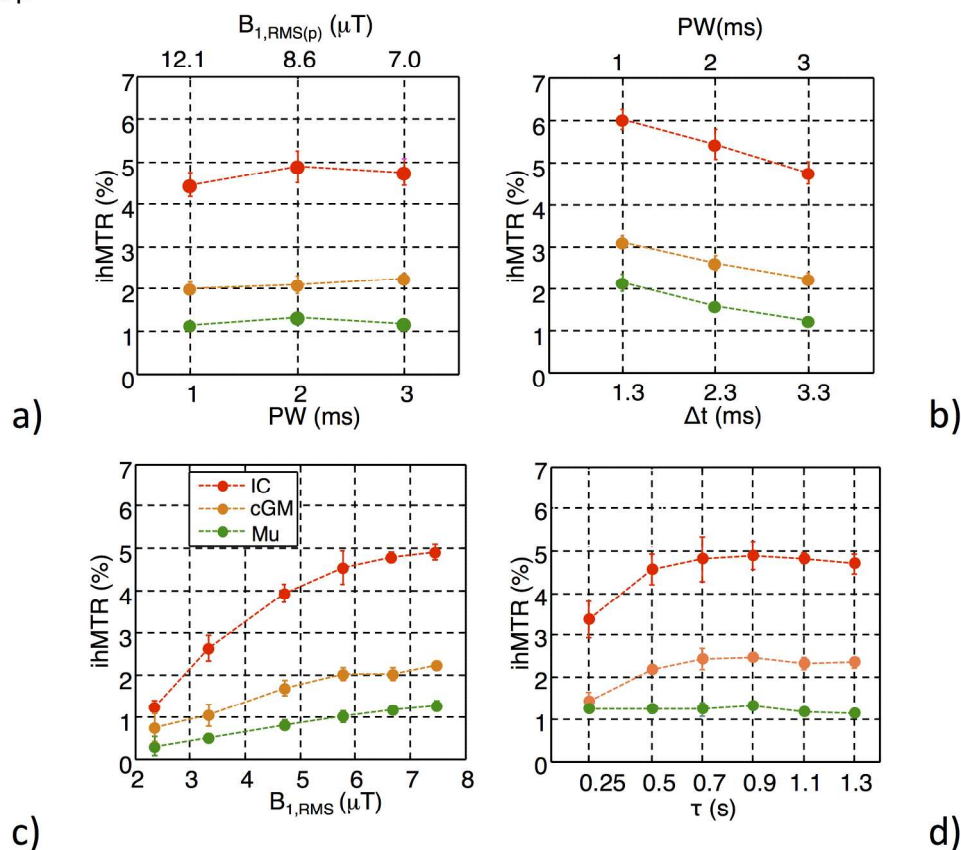 B1,RMS(p) (μT)
12.1 8.6 7.0
7
6
5
4
3
2
1
0
ihMTR (%)
1 2 3
PW (ms)
a)
PW(ms)
1 2 3
7
6
5
4
3
2
1
0
ihMTR (%)
1.3 2.3 3.3
Δt (ms)
b)
7
6
5
4
3
2
1
0
ihMTR (%)
IC
cGM
Mu
2 3 4 5 6 7 8
B1,RMS (μT)
c)
7
6
5
4
3
2
1
0
ihMTR (%)
0.25 0.5 0.7 0.9 1.1 1.3
τ (s)
d)